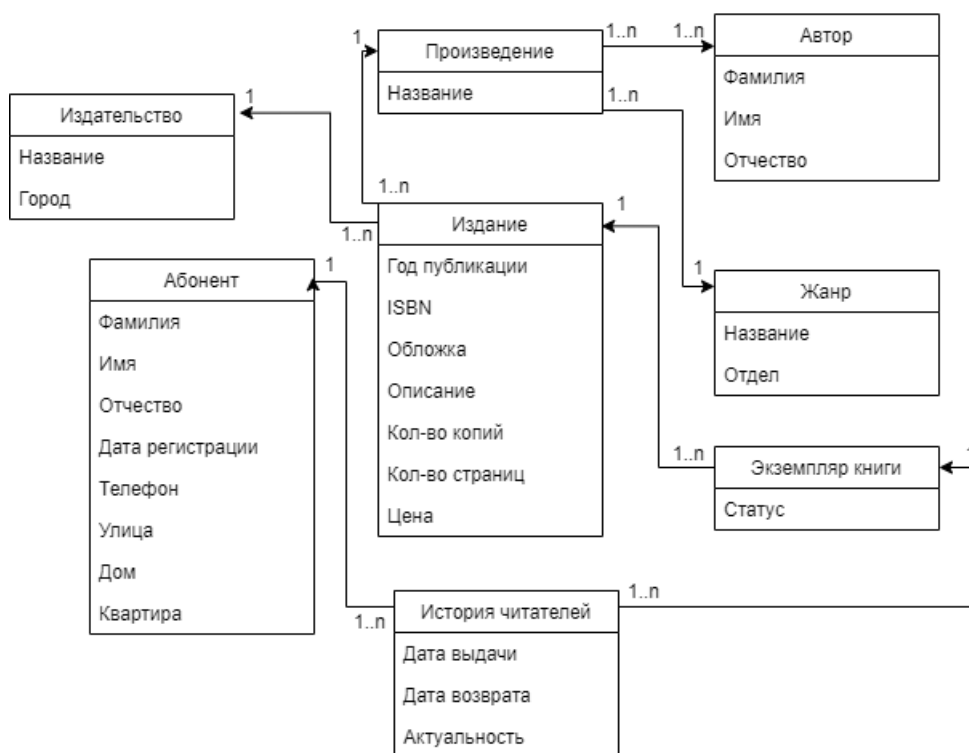 1
Произведение
1..n
1..n
Автор
Название
1..n
Фамилия
Имя
Отчество
Издательство
1
Название
Город
1..n
1..n
Издание
1
Год публикации
ISBN
Обложка
Описание
Кол-во копий
Кол-во страниц
Цена
Абонент
1
Фамилия
Имя
Отчество
Дата регистрации
Телефон
Улица
Дом
Квартира
1
Жанр
Название
Отдел
1..n
Экземпляр книги
1
Статус
1..n
История читателей
1..n
Дата выдачи
Дата возврата
Актуальность